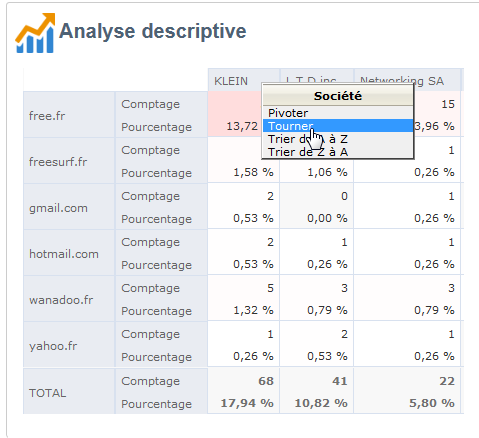 Analyse descriptive
KLEIN L.T.D inc Networking SA
Société
Pivoter
Tourner
Trier de A à Z
Trier de Z à A
free.fr
Comptage 15
Pourcentage 13,72 3,96 %
freesurf.fr
Comptage 1
Pourcentage 1,58 % 1,06 % 0,26 %
gmail.com
Comptage 2 0 1
Pourcentage 0,53 % 0,00 % 0,26 %
hotmail.com
Comptage 2 1 1
Pourcentage 0,53 % 0,26 % 0,26 %
wanadoo.fr
Comptage 5 3 3
Pourcentage 1,32 % 0,79 % 0,79 %
yahoo.fr
Comptage 1 2 1
Pourcentage 0,26 % 0,53 % 0,26 %
TOTAL
Comptage 68 41 22
Pourcentage 17,94 % 10,82 % 5,80 %